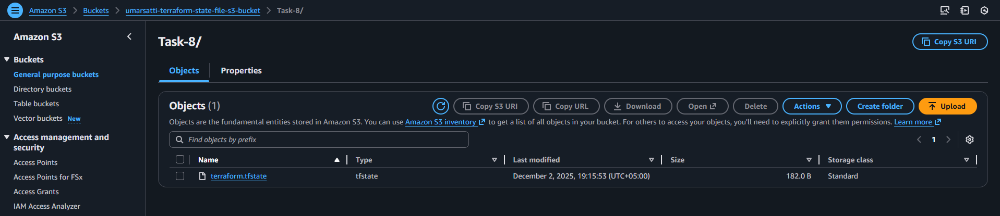 Amazon S3 > Buckets > umarsatti-terraform-state-file-s3-bucket > Task-8/
Amazon S3
Buckets
General purpose buckets
Directory buckets
Table buckets
Vector buckets New
Access management and
security
Access Points
Access Points for FSx
Access Grants
IAM Access Analyzer
Task-8/
Copy S3 URI
Objects
Properties
Objects (1)
Copy S3 URI
Copy URL
Download
Open
Delete
Actions
Create folder
Upload
Objects are the fundamental entities stored in Amazon S3. You can use Amazon S3 inventory to get a list of all objects in your bucket. For others to access your objects, you'll need to explicitly grant them permissions. Learn more
Find objects by prefix
1
Name Type Last modified Size Storage class
terraform.tfstate tfstate December 2, 2025, 19:15:53 (UTC+05:00) 182.0 B Standard